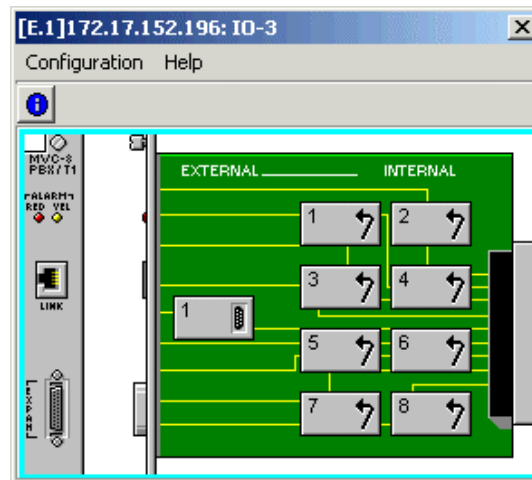 [E.1]172.17.152.196: IO-3
Configuration Help
MVC-8
PBX/T1
ALARM
RED YEL
LINK
EXPAN
EXTERNAL INTERNAL
1 2
3 4
1
5 6
7 8